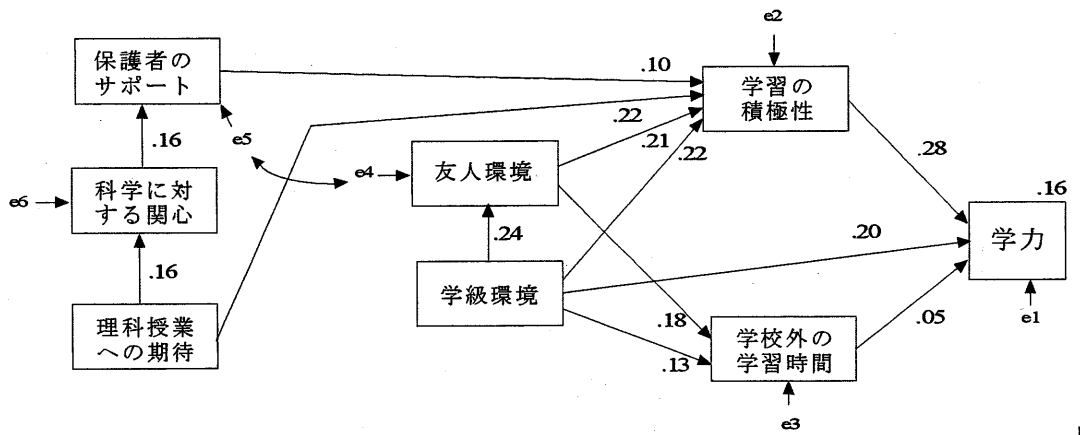 e2
保護者の
サポート
.10
学習の
積極性
.22
.16
e5
.21
.22
.28
e4
友人環境
e6
科学に対
する関心
.16
.24
.20
学力
.16
学級環境
理科授業
への期待
.18
.13
学校外の
学習時間
.05
e1
e3